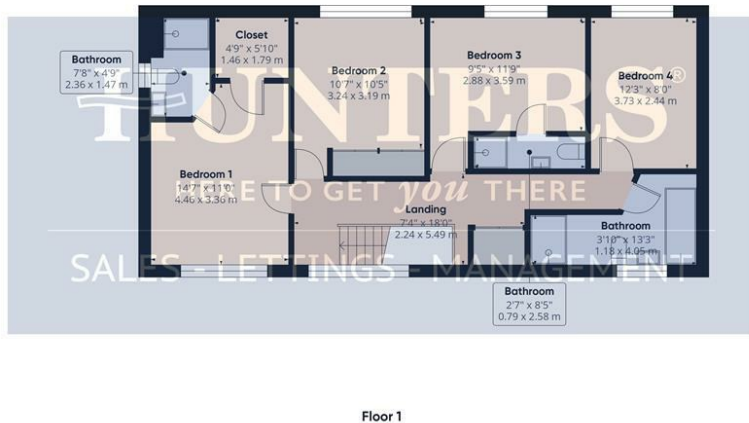 Bathroom
7'8" x 4'9"
2.36 x 1.47 m
Closet
4'9" x 5'10"
1.46 x 1.79 m
Bedroom 2
10'7" x 10'5"
3.24 x 3.19 m
Bedroom 3
9'5" x 11'9"
2.88 x 3.59 m
Bedroom 4
12'3" x 8'0"
3.73 x 2.44 m
HUNTERS®
Bedroom 1
14'7" x 11'0"
4.46 x 3.36 m
HERE TO GET you THERE
Landing
7'4" x 18'0"
2.24 x 5.49 m
Bathroom
3'10" x 13'3"
1.18 x 4.05 m
SALES - LETTINGS - MANAGEMENT
Bathroom
2'7" x 8'5"
0.79 x 2.58 m
Floor 1